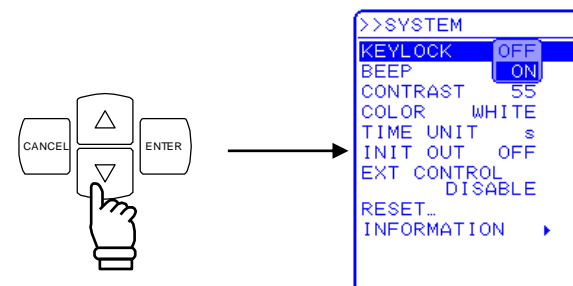 CANCEL
ENTER
>>SYSTEM
KEYLOCK OFF
BEEP ON
CONTRAST 55
COLOR WHITE
TIME UNIT s
INIT OUT OFF
EXT CONTROL
DISABLE
RESET…
INFORMATION